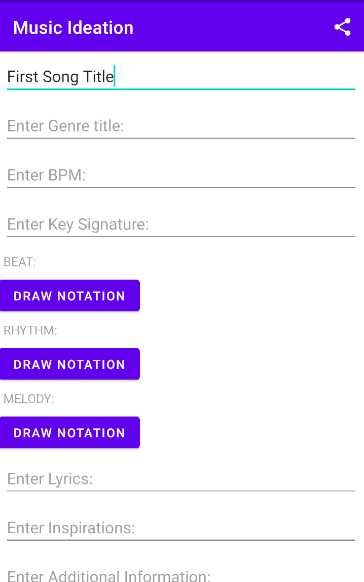 Music Ideation
First Song Title
Enter Genre title:
Enter BPM:
Enter Key Signature:
BEAT:
DRAW NOTATION
RHYTHM:
DRAW NOTATION
MELODY:
DRAW NOTATION
Enter Lyrics:
Enter Inspirations:
Enter Additional Information: